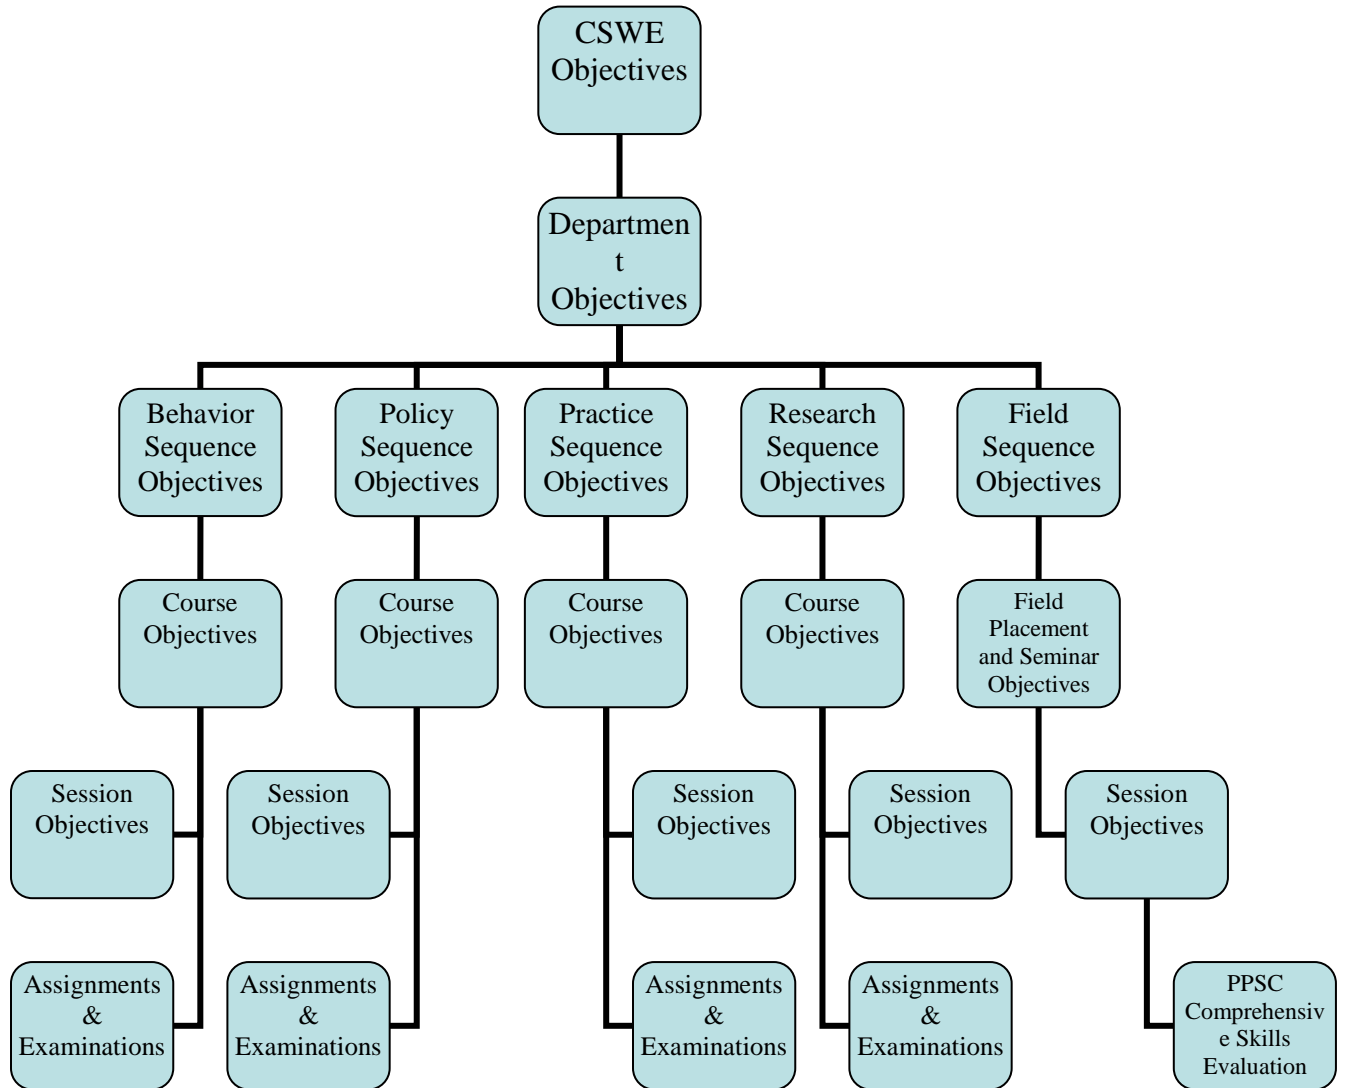 CSWE
Objectives
Departmen
t
Objectives
Behavior
Sequence
Objectives
Policy
Sequence
Objectives
Practice
Sequence
Objectives
Research
Sequence
Objectives
Field
Sequence
Objectives
Course
Objectives
Course
Objectives
Course
Objectives
Course
Objectives
Field
Placement
and Seminar
Objectives
Session
Objectives
Session
Objectives
Session
Objectives
Session
Objectives
Session
Objectives
Assignments
&
Examinations
Assignments
&
Examinations
Assignments
&
Examinations
Assignments
&
Examinations
PPSC
Comprehensiv
e Skills
Evaluation